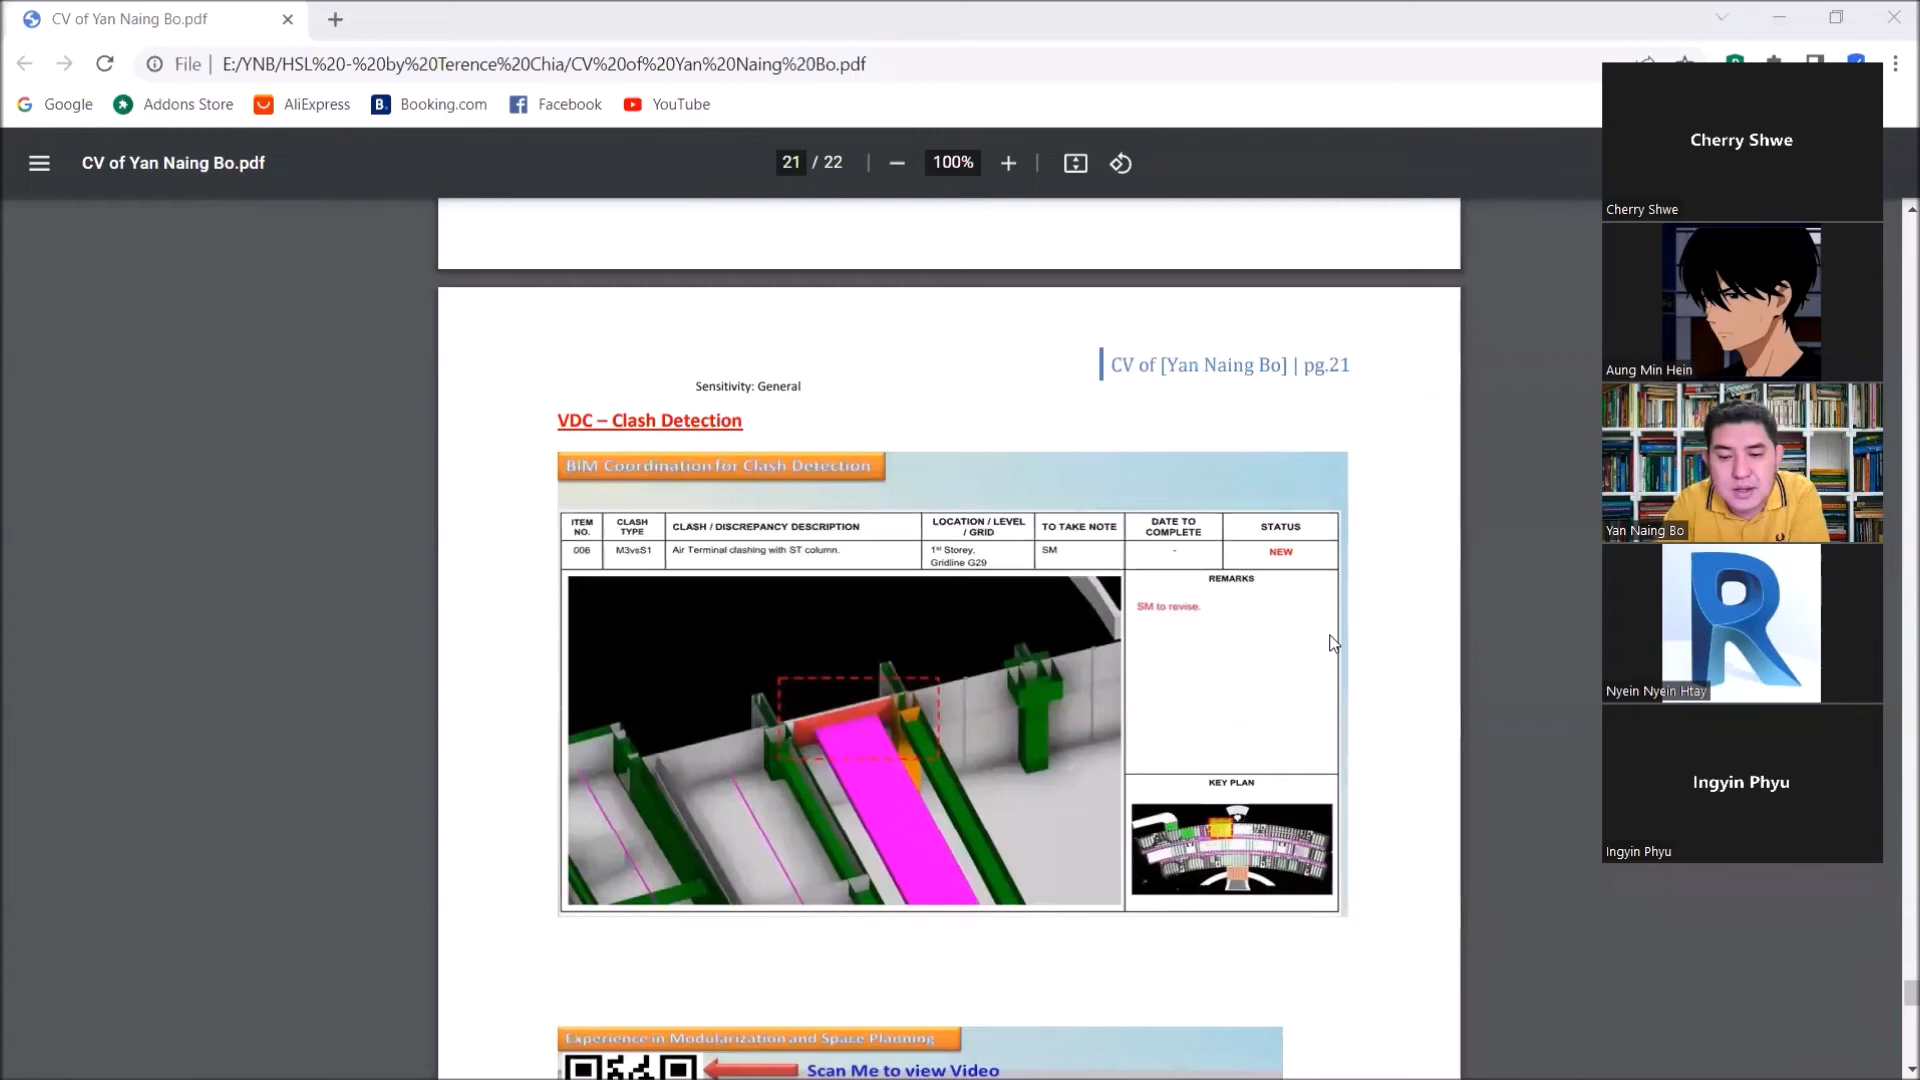 CV of Yan Naing Bo.pdf
File | E:/YNB/HSL%20-%20by%20Terence%20Chia/CV%20of%20Yan%20Naing%20Bo.pdf
Google Addons Store AliExpress Booking.com Facebook YouTube
CV of Yan Naing Bo.pdf 21 / 22 100%
CV of [Yan Naing Bo] | pg.21
Sensitivity: General
VDC – Clash Detection
BIM Coordination for Clash Detection
ITEM NO. CLASH TYPE CLASH / DISCREPANCY DESCRIPTION LOCATION / LEVEL / GRID TO TAKE NOTE DATE TO COMPLETE STATUS
006 M3vsS1 Air Terminal clashing with ST column. 1st Storey, Gridline G29 SM - NEW
REMARKS
SM to revise.
KEY PLAN
Experience in Modularization and Space Planning
Scan Me to view Video
Cherry Shwe
Cherry Shwe
Aung Min Hein
Yan Naing Bo
R
Nyein Nyein Htay
Ingyin Phyu
Ingyin Phyu